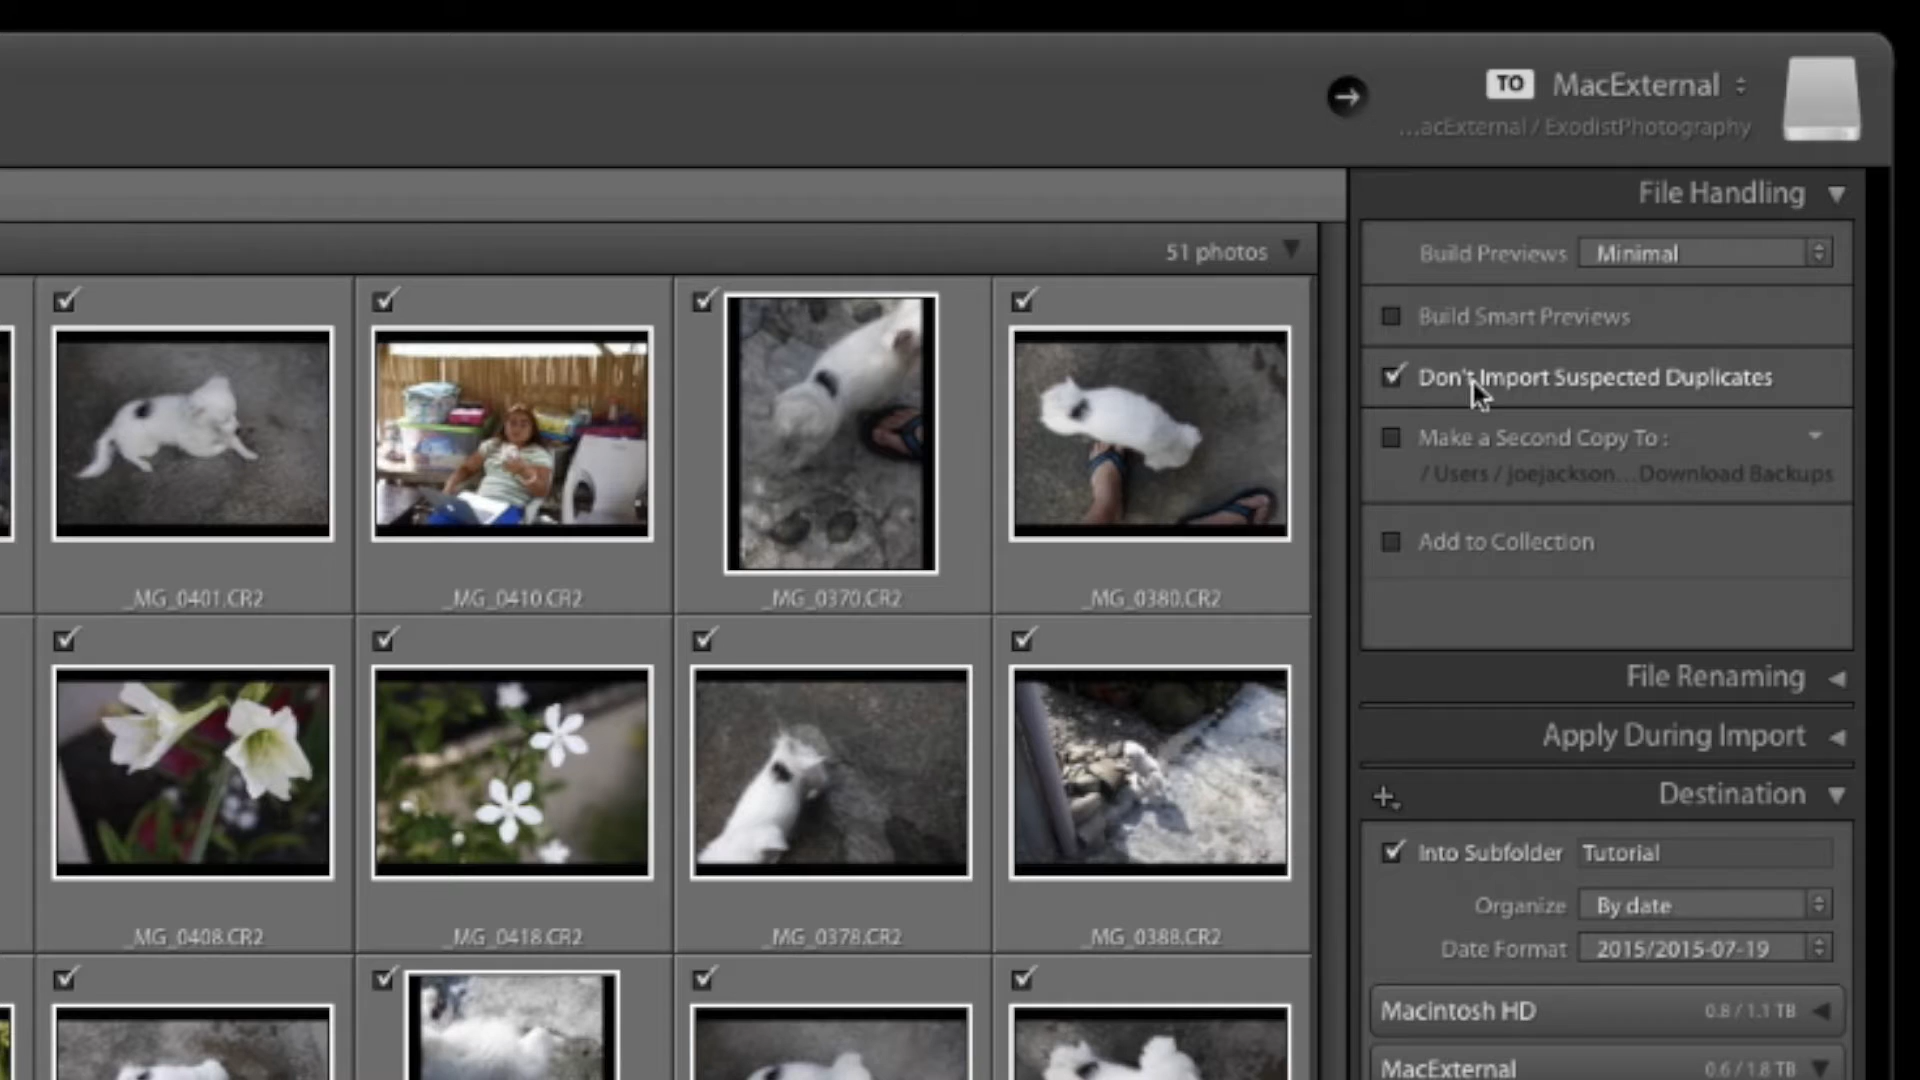 TO MacExternal
...acExternal / ExodistPhotography
File Handling
51 photos
Build Previews Minimal
Build Smart Previews
Don't Import Suspected Duplicates
Make a Second Copy To :
/ Users / joejackson... Download Backups
Add to Collection
_MG_0401.CR2
_MG_0410.CR2
_MG_0370.CR2
_MG_0380.CR2
File Renaming
Apply During Import
Destination
Into Subfolder Tutorial
Organize By date
Date Format 2015/2015-07-19
_MG_0408.CR2
_MG_0418.CR2
_MG_0378.CR2
_MG_0388.CR2
Macintosh HD 0.8 / 1.1 TB
MacExternal 0.6 / 1.8 TB